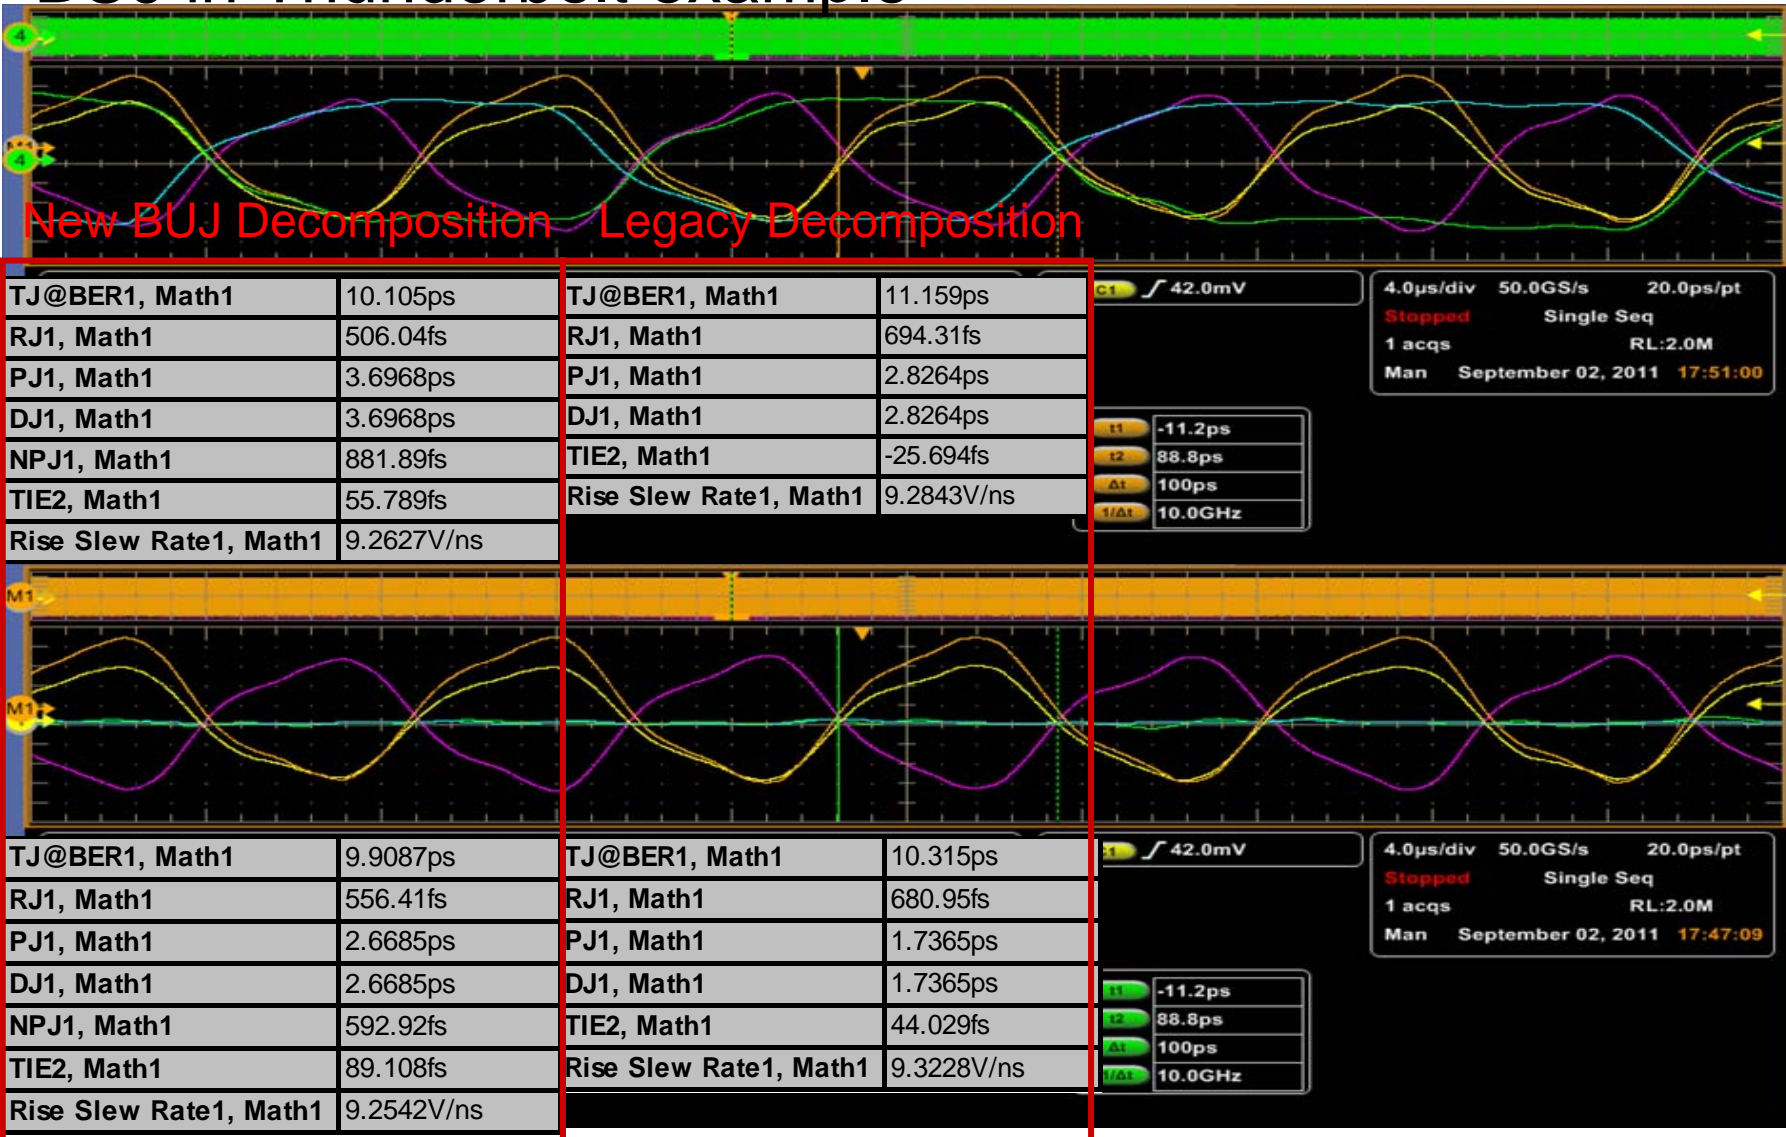 in Thunderbolt example
4
4
New BUJ Decomposition Legacy Decomposition
TJ@BER1, Math1 10.105ps TJ@BER1, Math1 11.159ps
RJ1, Math1 506.04fs RJ1, Math1 694.31fs
PJ1, Math1 3.6968ps PJ1, Math1 2.8264ps
DJ1, Math1 3.6968ps DJ1, Math1 2.8264ps
NPJ1, Math1 881.89fs TIE2, Math1 -25.694fs
TIE2, Math1 55.789fs Rise Slew Rate1, Math1 9.2843V/ns
Rise Slew Rate1, Math1 9.2627V/ns
C1 42.0mV
4.0µs/div 50.0GS/s 20.0ps/pt
Stopped Single Seq
1 acqs RL:2.0M
Man September 02, 2011 17:51:00
t1 -11.2ps
t2 88.8ps
Δt 100ps
1/Δt 10.0GHz
M1
M1
TJ@BER1, Math1 9.9087ps TJ@BER1, Math1 10.315ps
RJ1, Math1 556.41fs RJ1, Math1 680.95fs
PJ1, Math1 2.6685ps PJ1, Math1 1.7365ps
DJ1, Math1 2.6685ps DJ1, Math1 1.7365ps
NPJ1, Math1 592.92fs TIE2, Math1 44.029fs
TIE2, Math1 89.108fs Rise Slew Rate1, Math1 9.3228V/ns
Rise Slew Rate1, Math1 9.2542V/ns
C1 42.0mV
4.0µs/div 50.0GS/s 20.0ps/pt
Stopped Single Seq
1 acqs RL:2.0M
Man September 02, 2011 17:47:09
t1 -11.2ps
t2 88.8ps
Δt 100ps
1/Δt 10.0GHz